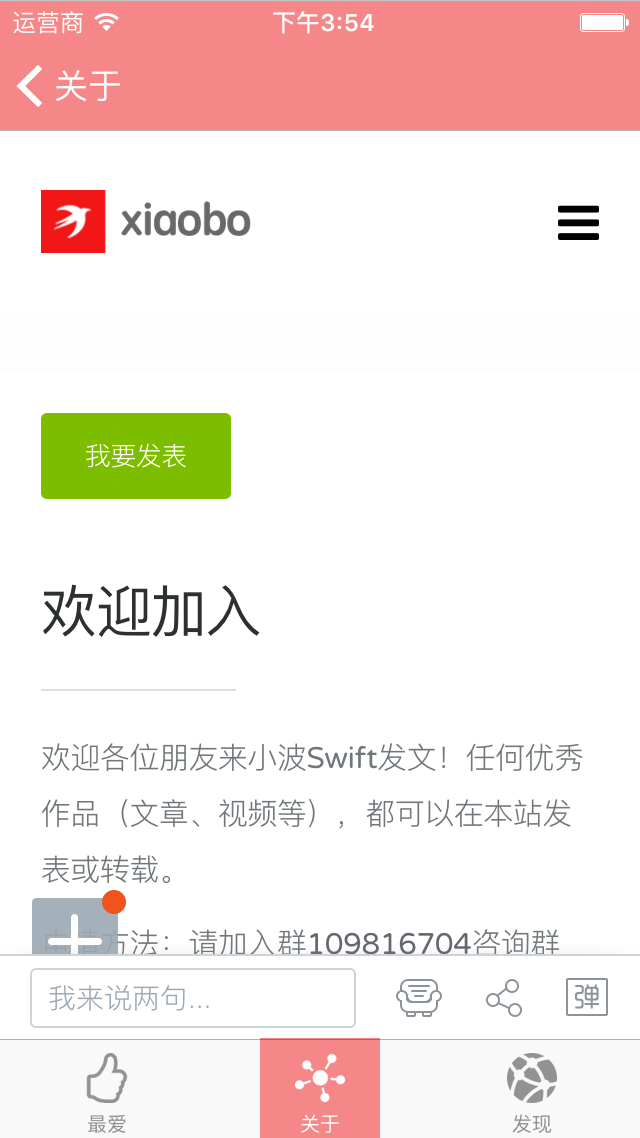 运营商 下午3:54
关于
xiaobo
我要发表
欢迎加入
欢迎各位朋友来小波Swift发文！任何优秀
作品（文章、视频等），都可以在本站发
表或转载。
申请方法：请加入群109816704咨询群
我来说两句... 弹
最爱 关于 发现